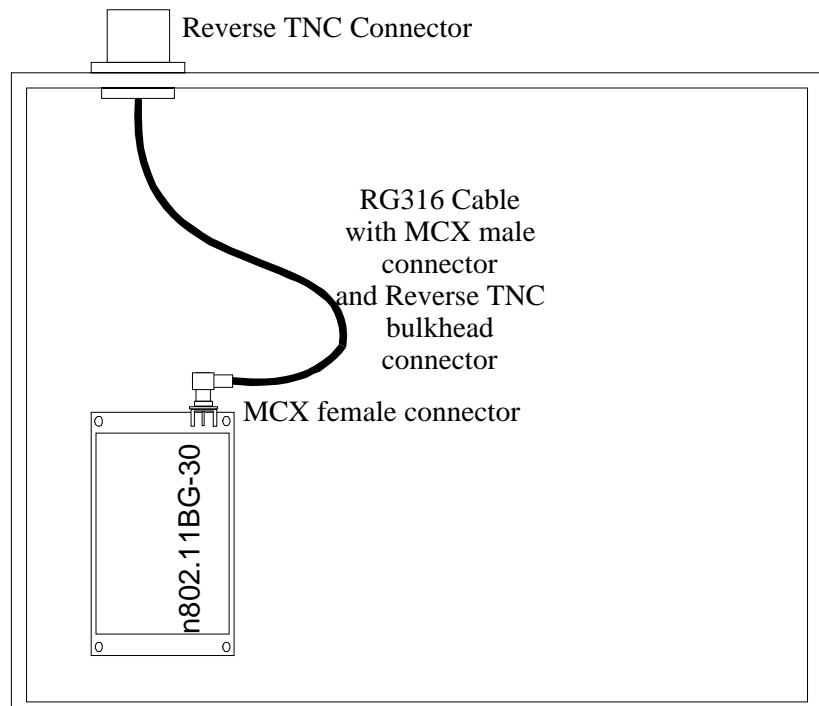 Reverse TNC Connector
RG316 Cable
with MCX male
connector
and Reverse TNC
bulkhead
connector
MCX female connector
n802.11BG-30